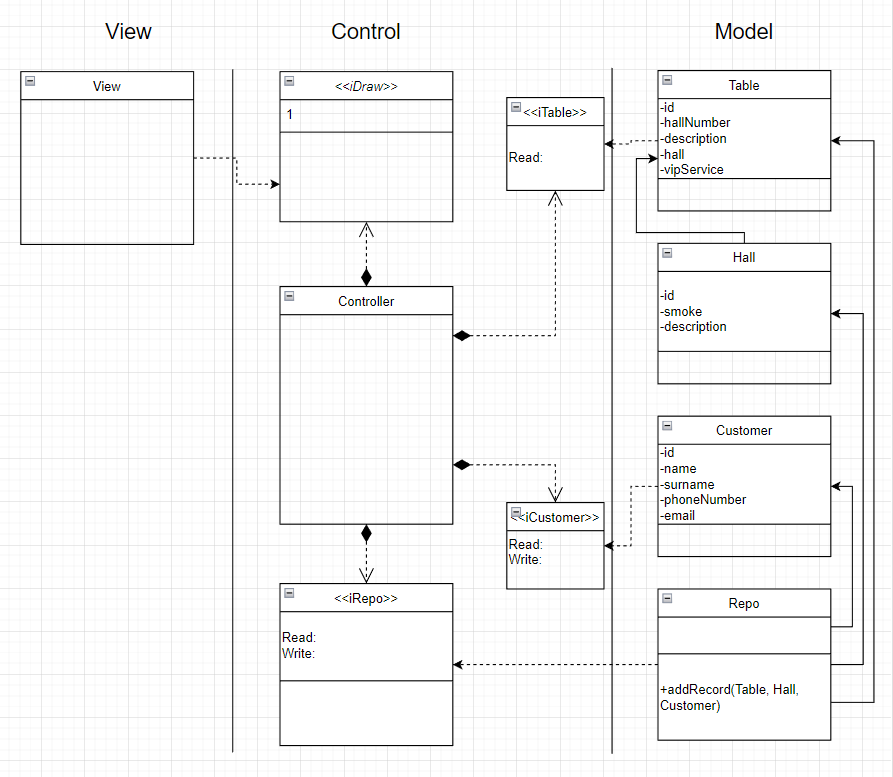 View
Control
Model
View
<<iDraw>>
1
Controller
<<iRepo>>
Read:
Write:
<<iTable>>
Read:
<<iCustomer>>
Read:
Write:
Table
-id
-hallNumber
-description
-hall
-vipService
Hall
-id
-smoke
-description
Customer
-id
-name
-surname
-phoneNumber
-email
Repo
+addRecord(Table, Hall,
Customer)